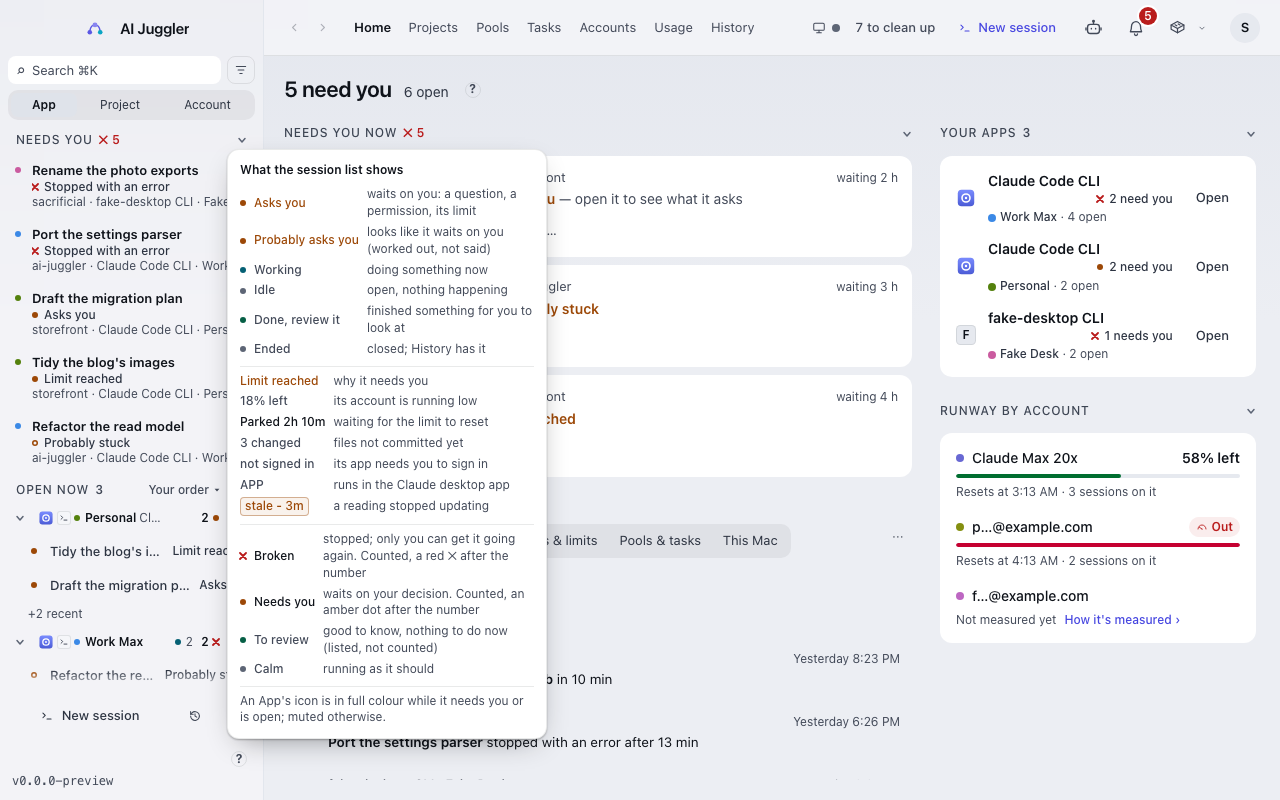 AI Juggler
Home
Projects
Pools
Tasks
Accounts
Usage
History
7 to clean up
New session
5
S
Search ⌘K
App
Project
Account
NEEDS YOU 5
Rename the photo exports
Stopped with an error
sacrificial · fake-desktop CLI · Fake
Port the settings parser
Stopped with an error
ai-juggler · Claude Code CLI · Work
Draft the migration plan
Asks you
storefront · Claude Code CLI · Pers
Tidy the blog's images
Limit reached
storefront · Claude Code CLI · Pers
Refactor the read model
Probably stuck
ai-juggler · Claude Code CLI · Work
OPEN NOW 3
Your order
Personal Cl...
2
Tidy the blog's i...
Limit reac
Draft the migration p...
Asks
+2 recent
Work Max
2
2
Refactor the re...
Probably st
New session
?
v0.0.0-preview
5 need you
6 open
?
NEEDS YOU NOW 5
ont
waiting 2 h
u — open it to see what it asks
...
gler
waiting 3 h
ly stuck
ont
waiting 4 h
ched
s & limits
Pools & tasks
This Mac
...
Yesterday 8:23 PM
o in 10 min
Yesterday 6:26 PM
Port the settings parser stopped with an error after 13 min
What the session list shows
Asks you
waits on you: a question, a
permission, its limit
Probably asks you
looks like it waits on you
(worked out, not said)
Working
doing something now
Idle
open, nothing happening
Done, review it
finished something for you to
look at
Ended
closed; History has it
Limit reached
why it needs you
18% left
its account is running low
Parked 2h 10m
waiting for the limit to reset
3 changed
files not committed yet
not signed in
its app needs you to sign in
APP
runs in the Claude desktop app
stale - 3m
a reading stopped updating
Broken
stopped; only you can get it going
again. Counted, a red ✕ after the
number
Needs you
waits on your decision. Counted, an
amber dot after the number
To review
good to know, nothing to do now
(listed, not counted)
Calm
running as it should
An App's icon is in full colour while it needs you or
is open; muted otherwise.
YOUR APPS 3
Claude Code CLI
2 need you
Work Max · 4 open
Open
Claude Code CLI
2 need you
Personal · 2 open
Open
F
fake-desktop CLI
1 needs you
Fake Desk · 2 open
Open
RUNWAY BY ACCOUNT
Claude Max 20x
58% left
Resets at 3:13 AM · 3 sessions on it
p...@example.com
Out
Resets at 4:13 AM · 2 sessions on it
f...@example.com
Not measured yet
How it's measured ›